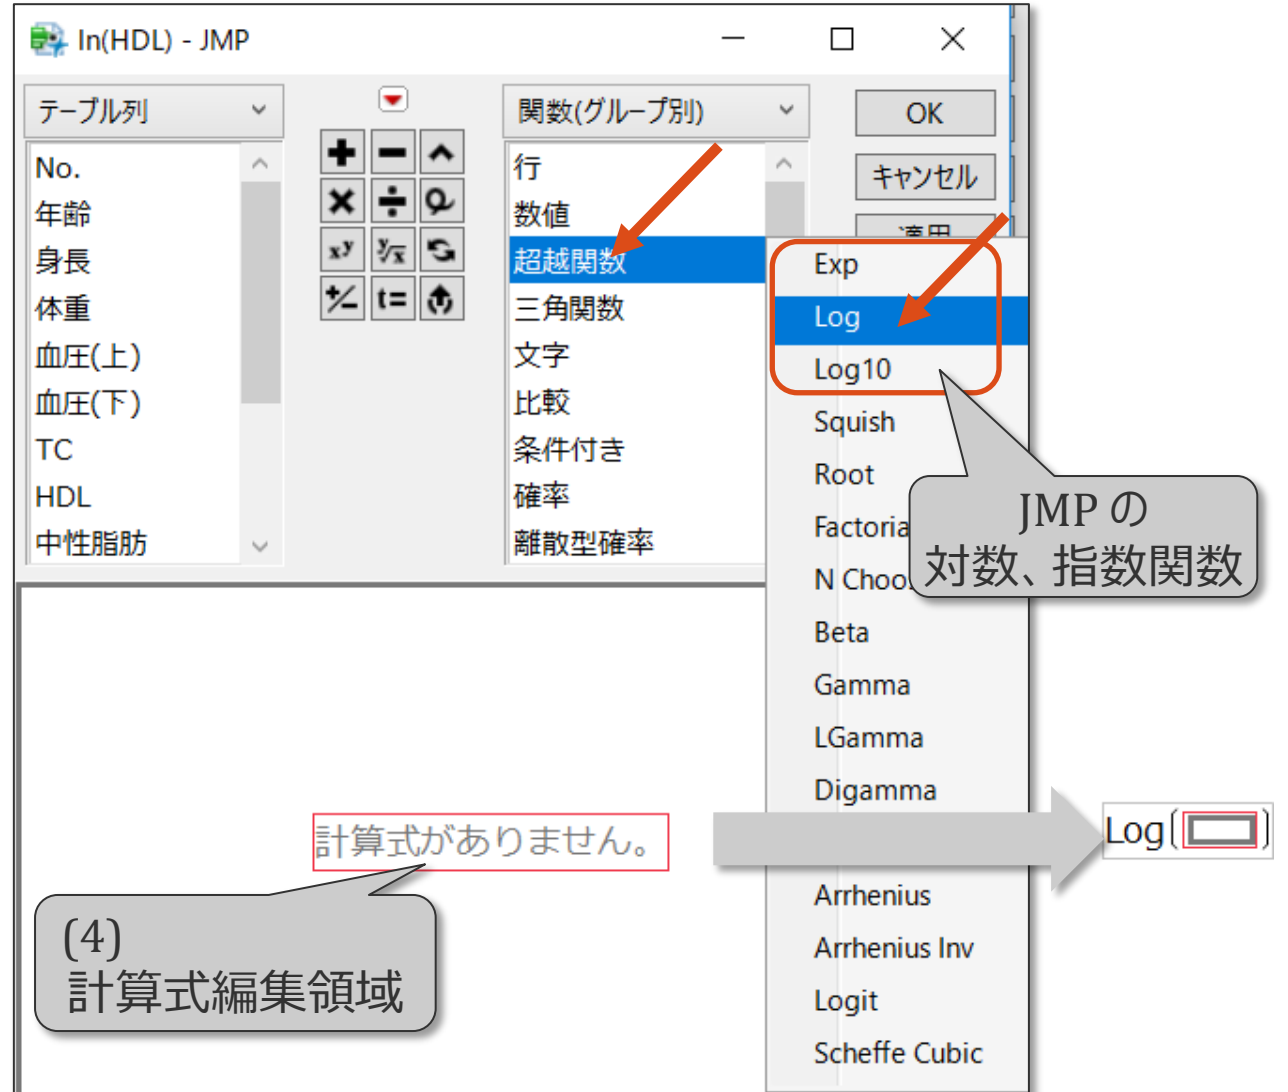 ln(HDL) - JMP
テーブル列
関数(グループ別)
OK
キャンセル
適用
No.
年齢
身長
体重
血圧(上)
血圧(下)
TC
HDL
中性脂肪
xʸ
t=
行
数値
超越関数
三角関数
文字
比較
条件付き
確率
離散型確率
Exp
Log
Log10
Squish
Root
Factoria
N Choo
Beta
Gamma
LGamma
Digamma
Arrhenius
Arrhenius Inv
Logit
Scheffe Cubic
JMP の
対数、指数関数
計算式がありません。
Log( )
(4)
計算式編集領域